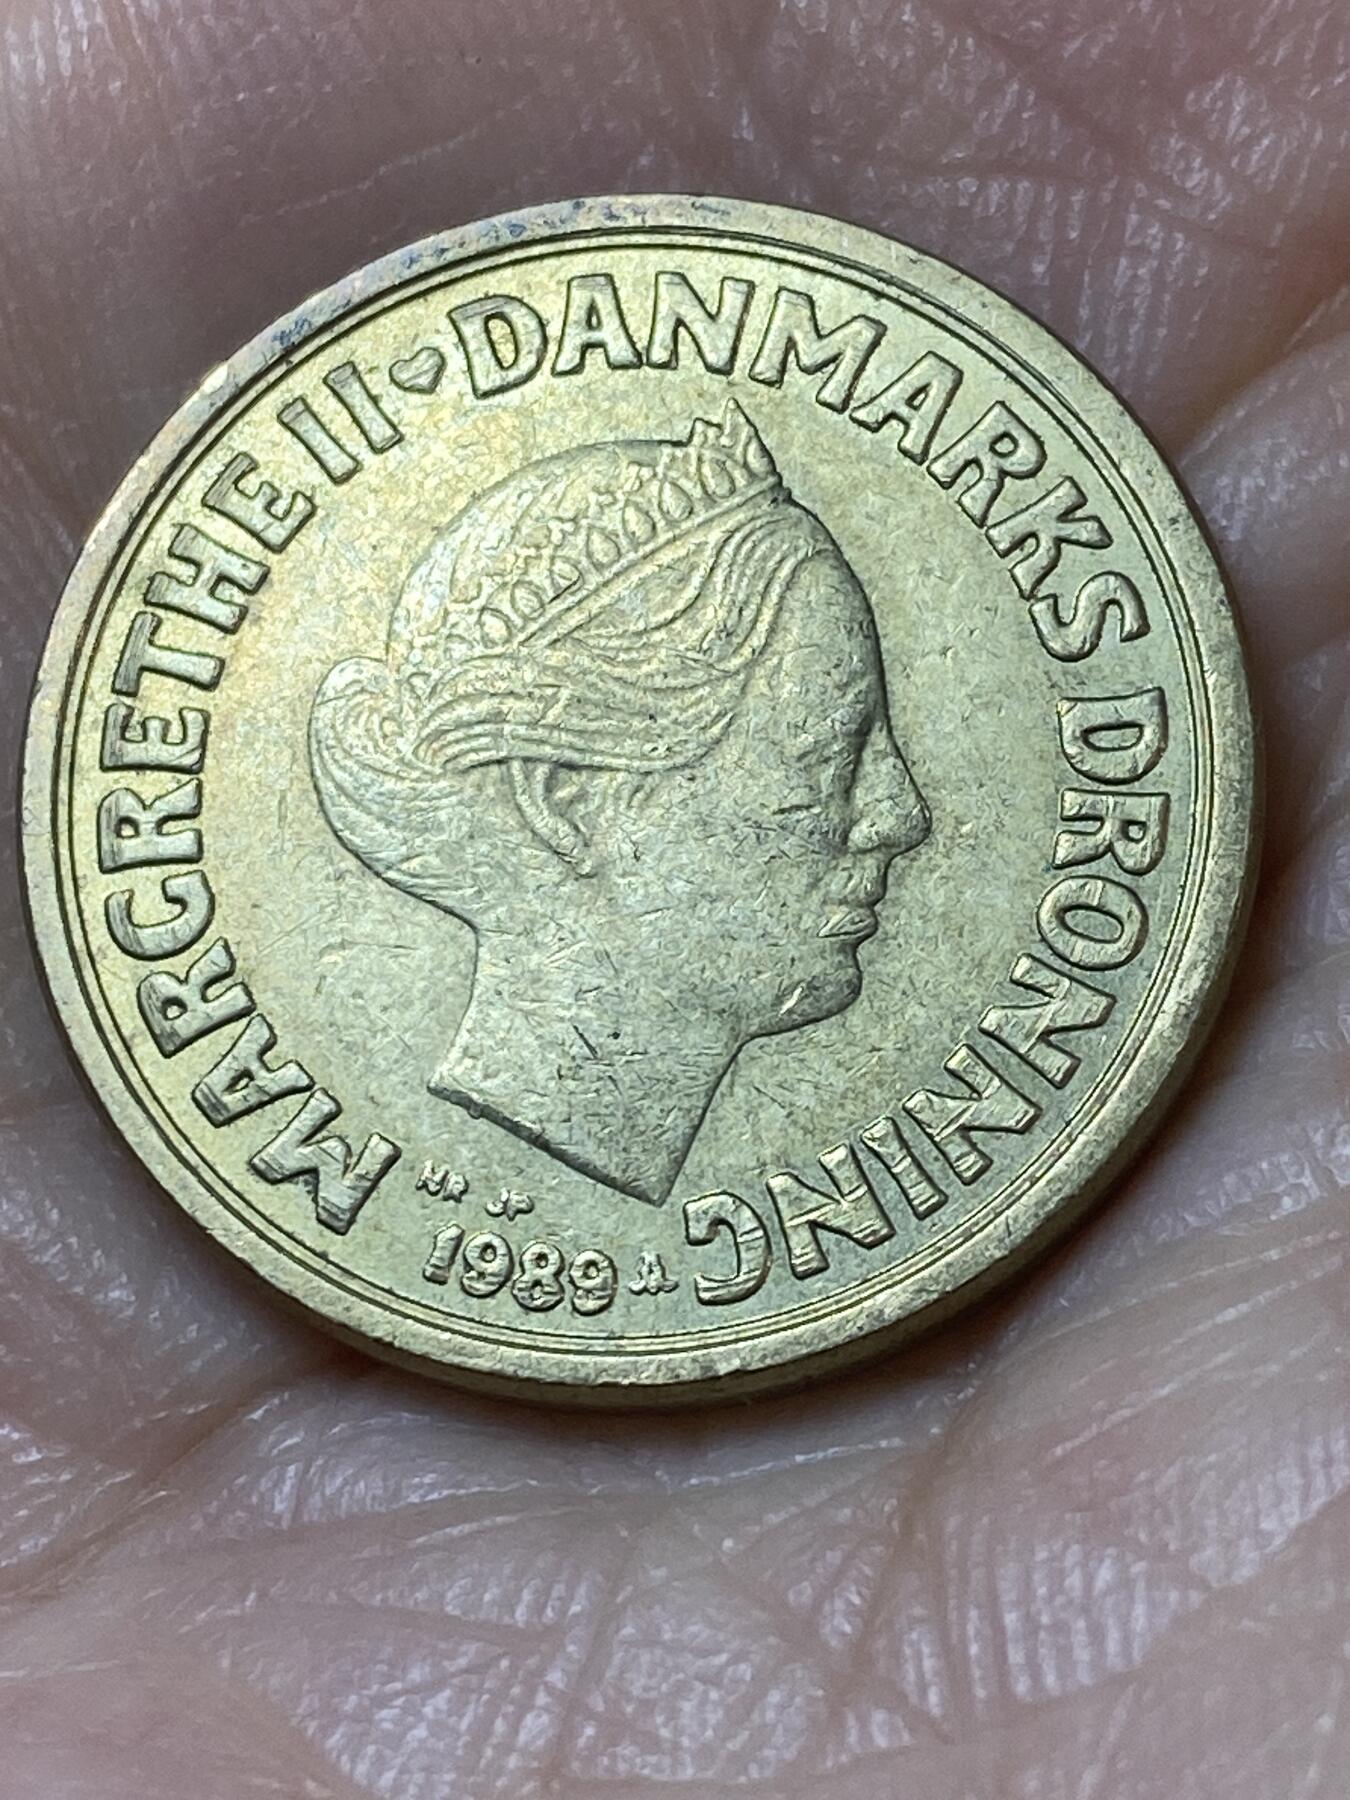 MARGRETHE II ♥ DANMARKS DRONNING
NR JP
1989 A